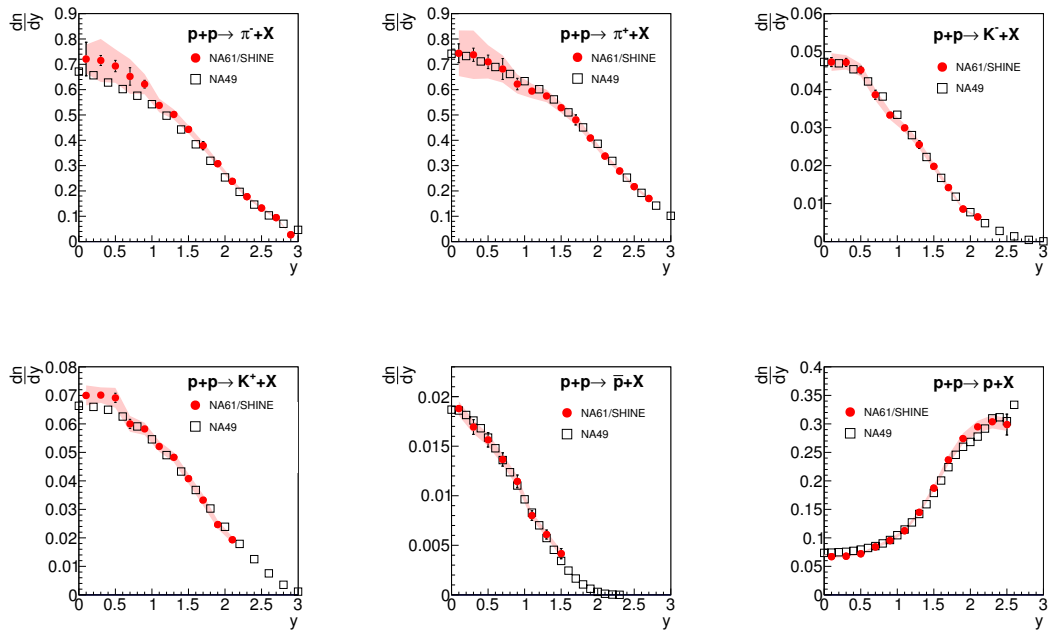 dn/dy
p+p→ π⁻+X
NA61/SHINE
NA49
0.9
0.8
0.7
0.6
0.5
0.4
0.3
0.2
0.1
0
0 0.5 1 1.5 2 2.5 3
y
dn/dy
p+p→ π⁺+X
NA61/SHINE
NA49
0.9
0.8
0.7
0.6
0.5
0.4
0.3
0.2
0.1
0
0 0.5 1 1.5 2 2.5 3
y
dn/dy
p+p→ K⁻+X
NA61/SHINE
NA49
0.06
0.05
0.04
0.03
0.02
0.01
0
0 0.5 1 1.5 2 2.5 3
y
dn/dy
p+p→ K⁺+X
NA61/SHINE
NA49
0.08
0.07
0.06
0.05
0.04
0.03
0.02
0.01
0
0 0.5 1 1.5 2 2.5 3
y
dn/dy
p+p→ p̅+X
NA61/SHINE
NA49
0.02
0.015
0.01
0.005
0
0 0.5 1 1.5 2 2.5 3
y
dn/dy
p+p→ p+X
NA61/SHINE
NA49
0.4
0.35
0.3
0.25
0.2
0.15
0.1
0.05
0
0 0.5 1 1.5 2 2.5 3
y